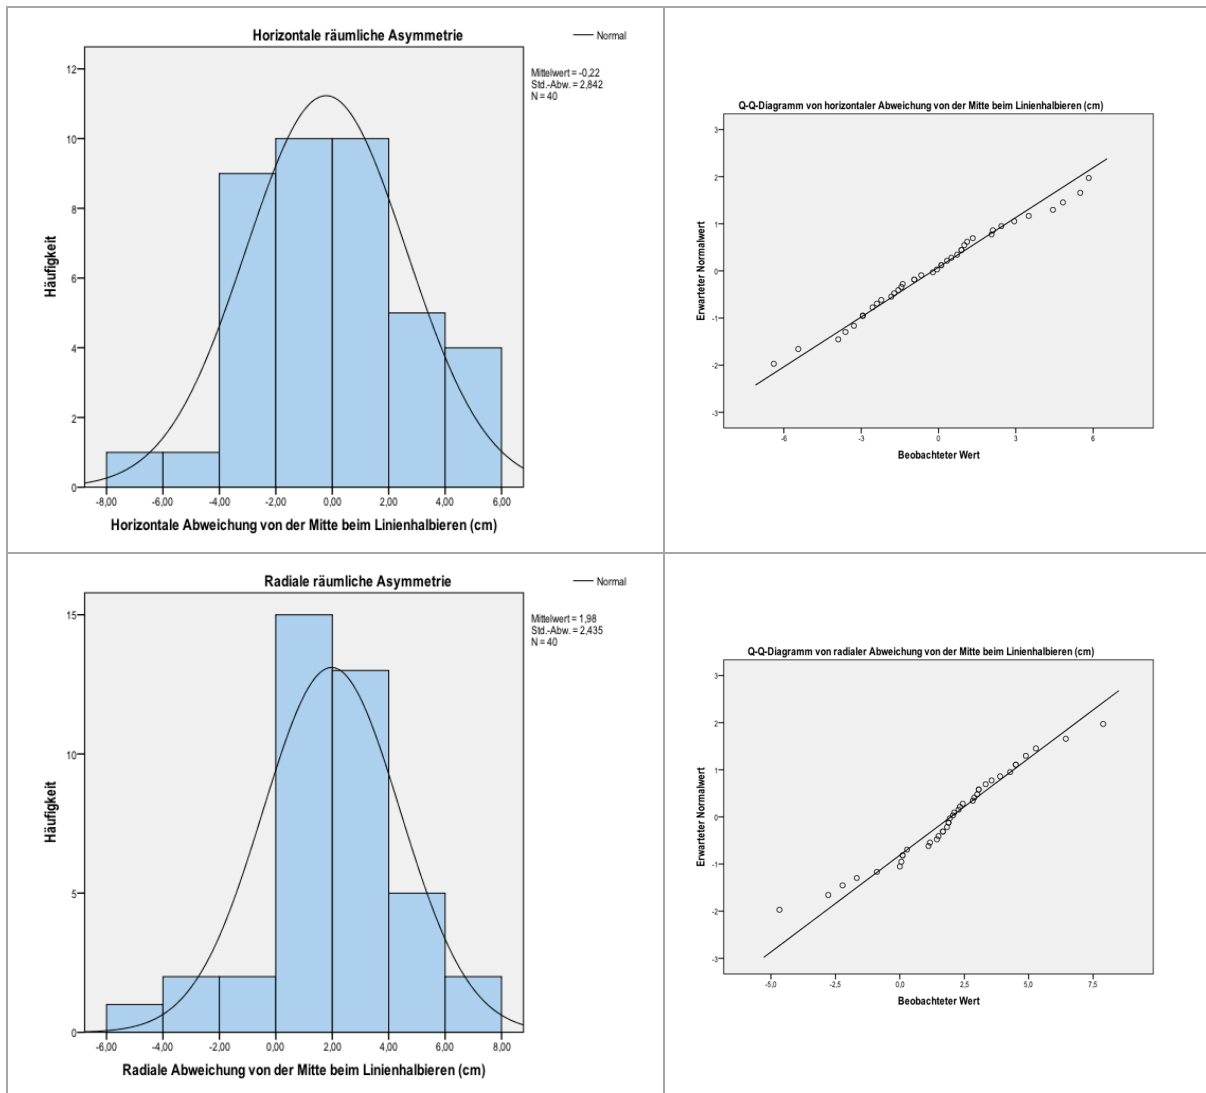 Horizontale räumliche Asymmetrie
Normal
Mittelwert = -0,22
Std.-Abw. = 2,842
N = 40
Häufigkeit
12
10
8
6
4
2
0
-8,00 -6,00 -4,00 -2,00 0,00 2,00 4,00 6,00
Horizontale Abweichung von der Mitte beim Linienhalbieren (cm)
Q-Q-Diagramm von horizontaler Abweichung von der Mitte beim Linienhalbieren (cm)
Erwarteter Normalwert
3
2
1
0
-1
-2
-3
-6 -3 0 3 6
Beobachteter Wert
Radiale räumliche Asymmetrie
Normal
Mittelwert = 1,98
Std.-Abw. = 2,435
N = 40
Häufigkeit
15
10
5
0
-6,00 -4,00 -2,00 0,00 2,00 4,00 6,00 8,00
Radiale Abweichung von der Mitte beim Linienhalbieren (cm)
Q-Q-Diagramm von radialer Abweichung von der Mitte beim Linienhalbieren (cm)
Erwarteter Normalwert
3
2
1
0
-1
-2
-3
-5,0 -2,5 0,0 2,5 5,0 7,5
Beobachteter Wert